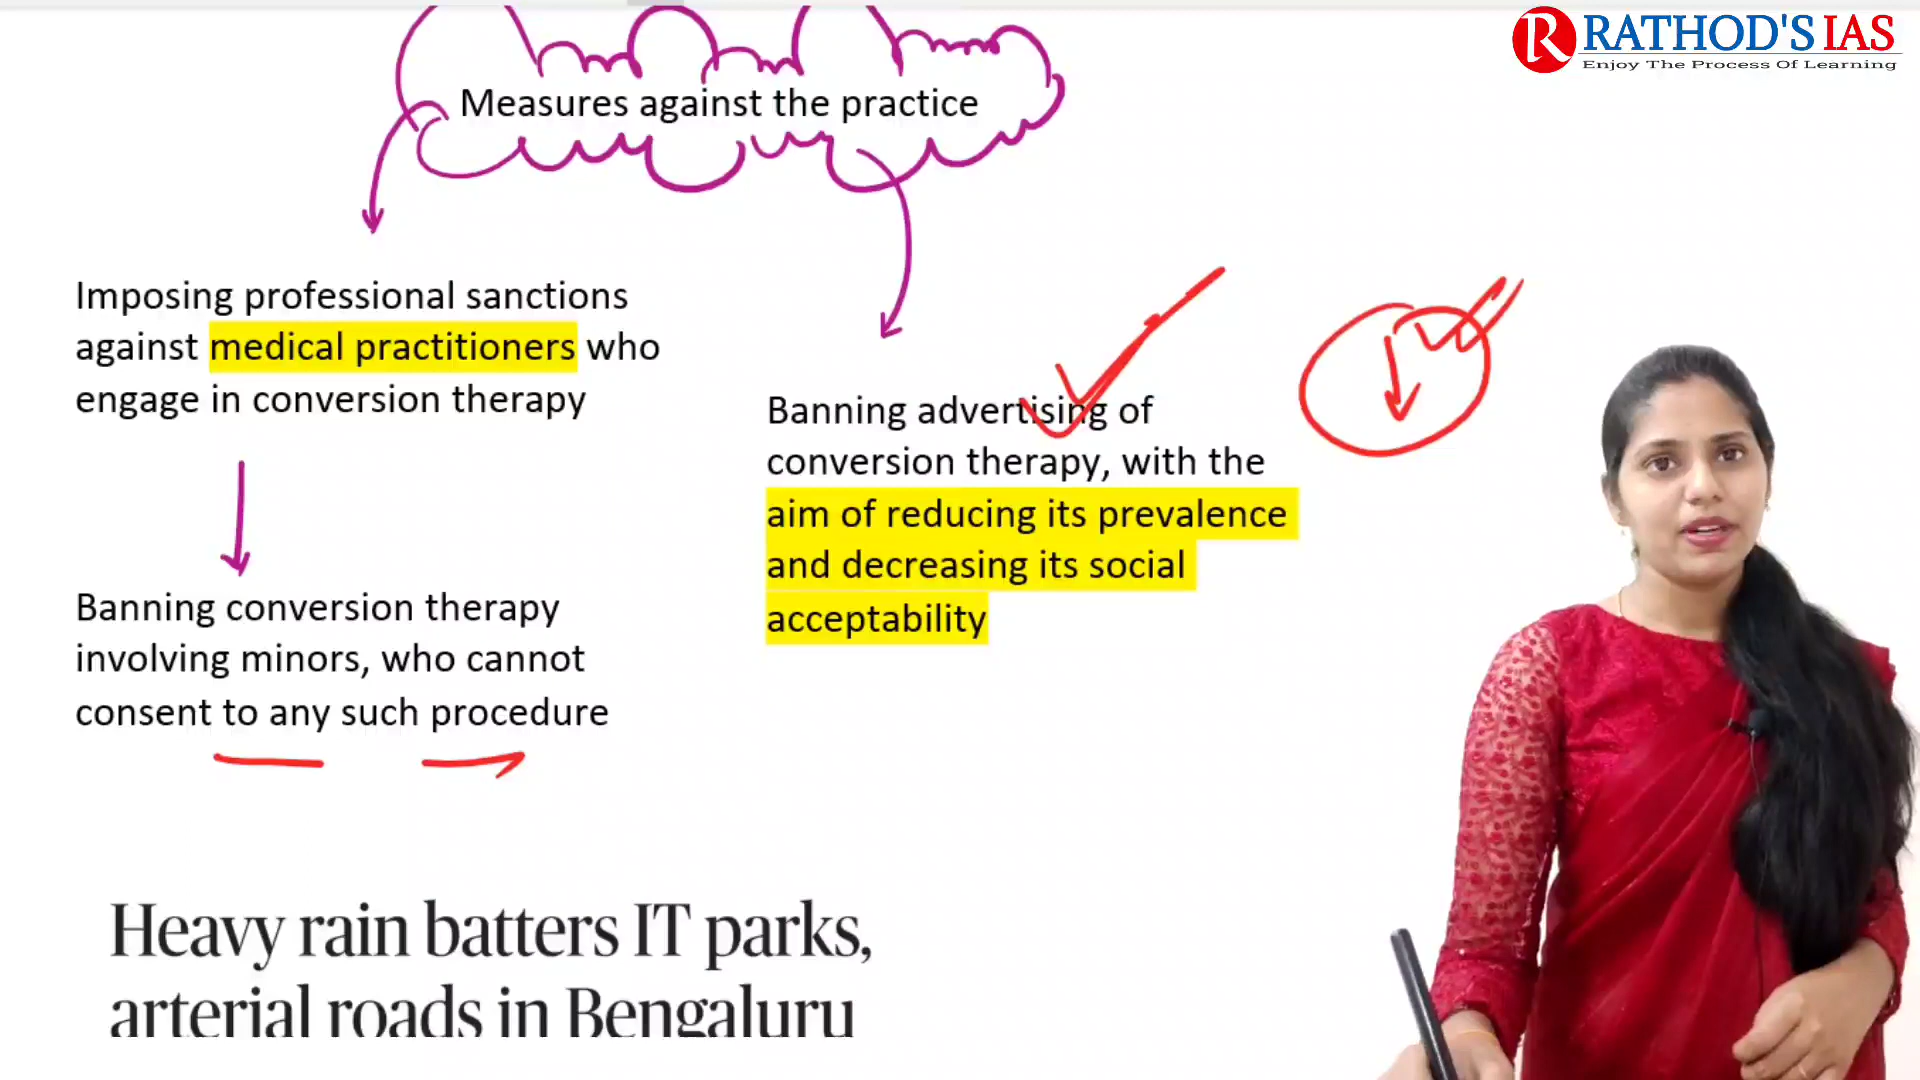 RATHOD'S IAS
Enjoy The Process Of Learning
Measures against the practice
Imposing professional sanctions
against medical practitioners who
engage in conversion therapy
Banning conversion therapy
involving minors, who cannot
consent to any such procedure
Banning advertising of
conversion therapy, with the
aim of reducing its prevalence
and decreasing its social
acceptability
Heavy rain batters IT parks,
arterial roads in Bengaluru